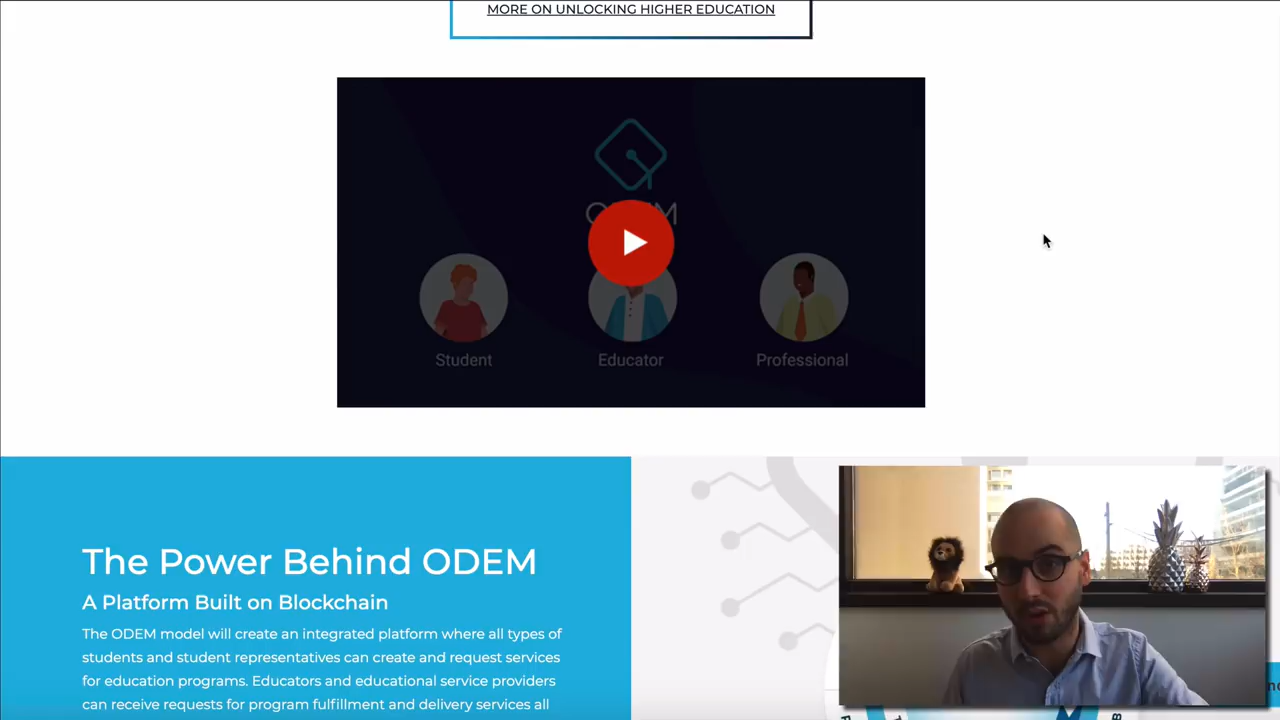 MORE ON UNLOCKING HIGHER EDUCATION
Student
Educator
Professional
The Power Behind ODEM
A Platform Built on Blockchain
The ODEM model will create an integrated platform where all types of
students and student representatives can create and request services
for education programs. Educators and educational service providers
can receive requests for program fulfillment and delivery services all